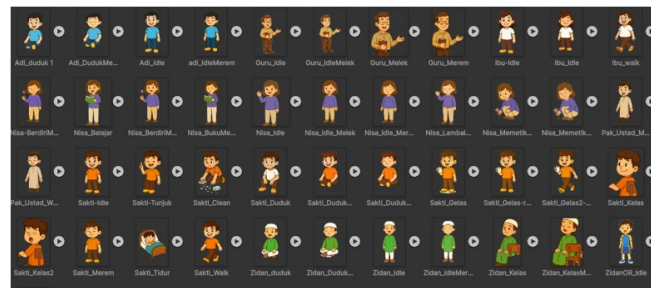 Adi_duduk 1 Adi_DudukMe... Adi_Idle adi_IdleMerem Guru_Idle Guru_IdleMelek Guru_Melek Guru_Merem Ibu-Idle Ibu_Idle Ibu_walk
Nisa-BerdiriM... Nisa_Belajar Nisa_BerdiriM... Nisa_BukuMe... Nisa_Idle Nisa_Idle_Melek Nisa_Idle_Mer... Nisa_Lambai... Nisa_Memetik... Nisa_Memetik... Pak_Ustad_M...
Pak_Ustad_W... Sakti-Idle Sakti-Tunjuk Sakti_Clean Sakti_Duduk Sakti_Duduk... Sakti_Duduk... Sakti_Gelas Sakti_Gelas-r... Sakti_Gelas2-... Sakti_Kelas
Sakti_Kelas2 Sakti_Merem Sakti_Tidur Sakti_Walk Zidan_duduk Zidan_Duduk... Zidan_Idle Zidan_IdleMer... Zidan_Kelas Zidan_KelasM... ZidanOR_Idle